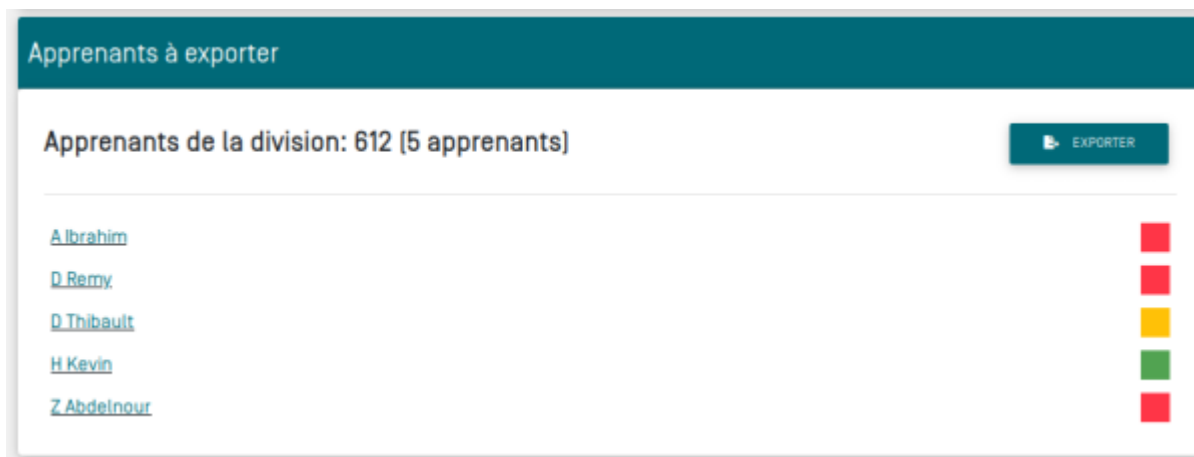 Apprenants à exporter
Apprenants de la division: 612 (5 apprenants)
EXPORTER
A Ibrahim
D Remy
D Thibault
H Kevin
Z Abdelnour